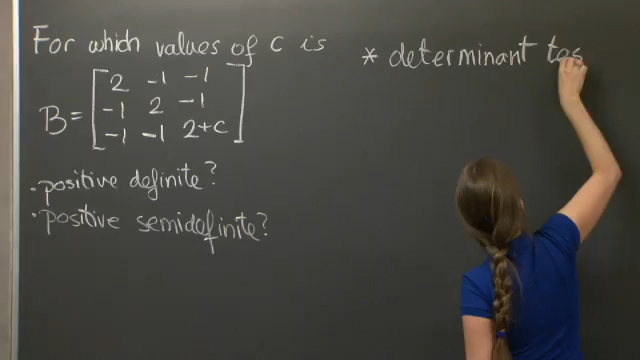 For which values of c is
B = [ 2 -1 -1
-1 2 -1
-1 -1 2+c ]
· positive definite?
· positive semidefinite?
* determinant tes